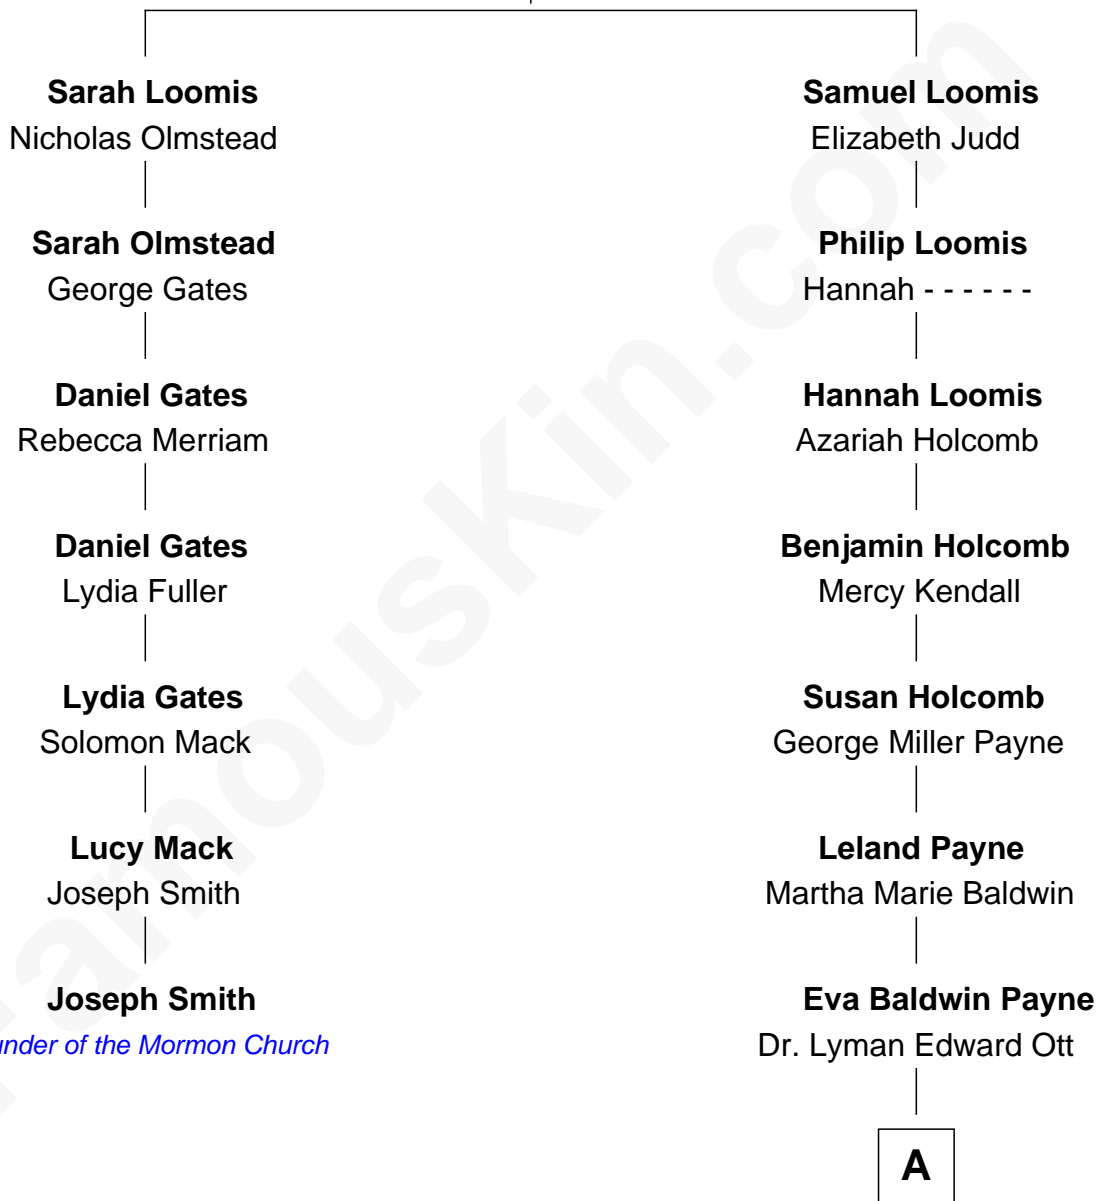 Sarah Loomis
Nicholas Olmstead
Sarah Olmstead
George Gates
Daniel Gates
Rebecca Merriam
Daniel Gates
Lydia Fuller
Lydia Gates
Solomon Mack
Lucy Mack
Joseph Smith
Joseph Smith
under of the Mormon Church
Samuel Loomis
Elizabeth Judd
Philip Loomis
Hannah - - - - - -
Hannah Loomis
Azariah Holcomb
Benjamin Holcomb
Mercy Kendall
Susan Holcomb
George Miller Payne
Leland Payne
Martha Marie Baldwin
Eva Baldwin Payne
Dr. Lyman Edward Ott
A
FamousKin.com